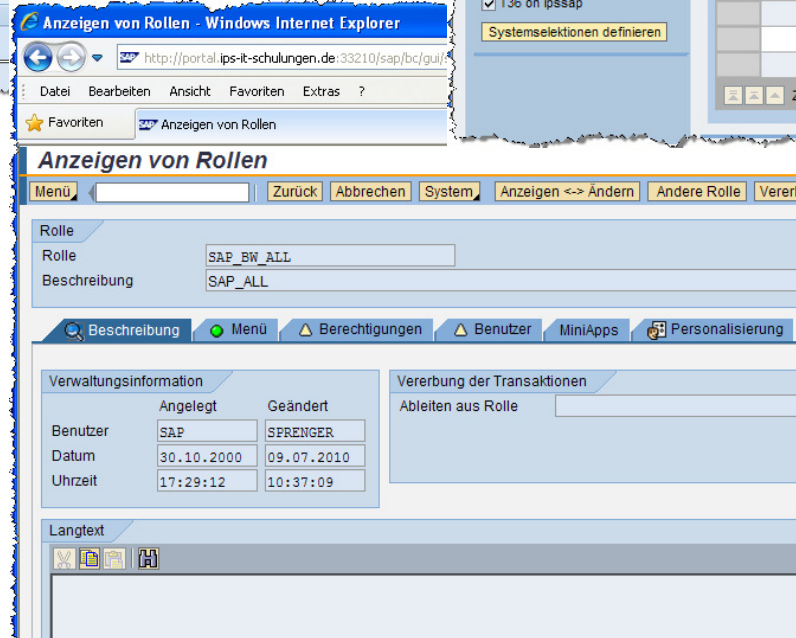 T36 on ipssap
Systemselektionen definieren
Anzeigen von Rollen - Windows Internet Explorer
http://portal.ips-it-schulungen.de:33210/sap/bc/gui/
Datei Bearbeiten Ansicht Favoriten Extras ?
Favoriten Anzeigen von Rollen
Anzeigen von Rollen
Menü Zurück Abbrechen System Anzeigen <-> Ändern Andere Rolle
Rolle
Rolle SAP_BW_ALL
Beschreibung SAP_ALL
Beschreibung Menü Berechtigungen Benutzer MiniApps Personalisierung
Verwaltungsinformation Vererbung der Transaktionen
Angelegt Geändert Ableiten aus Rolle
Benutzer SAP SPRENGER
Datum 30.10.2000 09.07.2010
Uhrzeit 17:29:12 10:37:09
Langtext